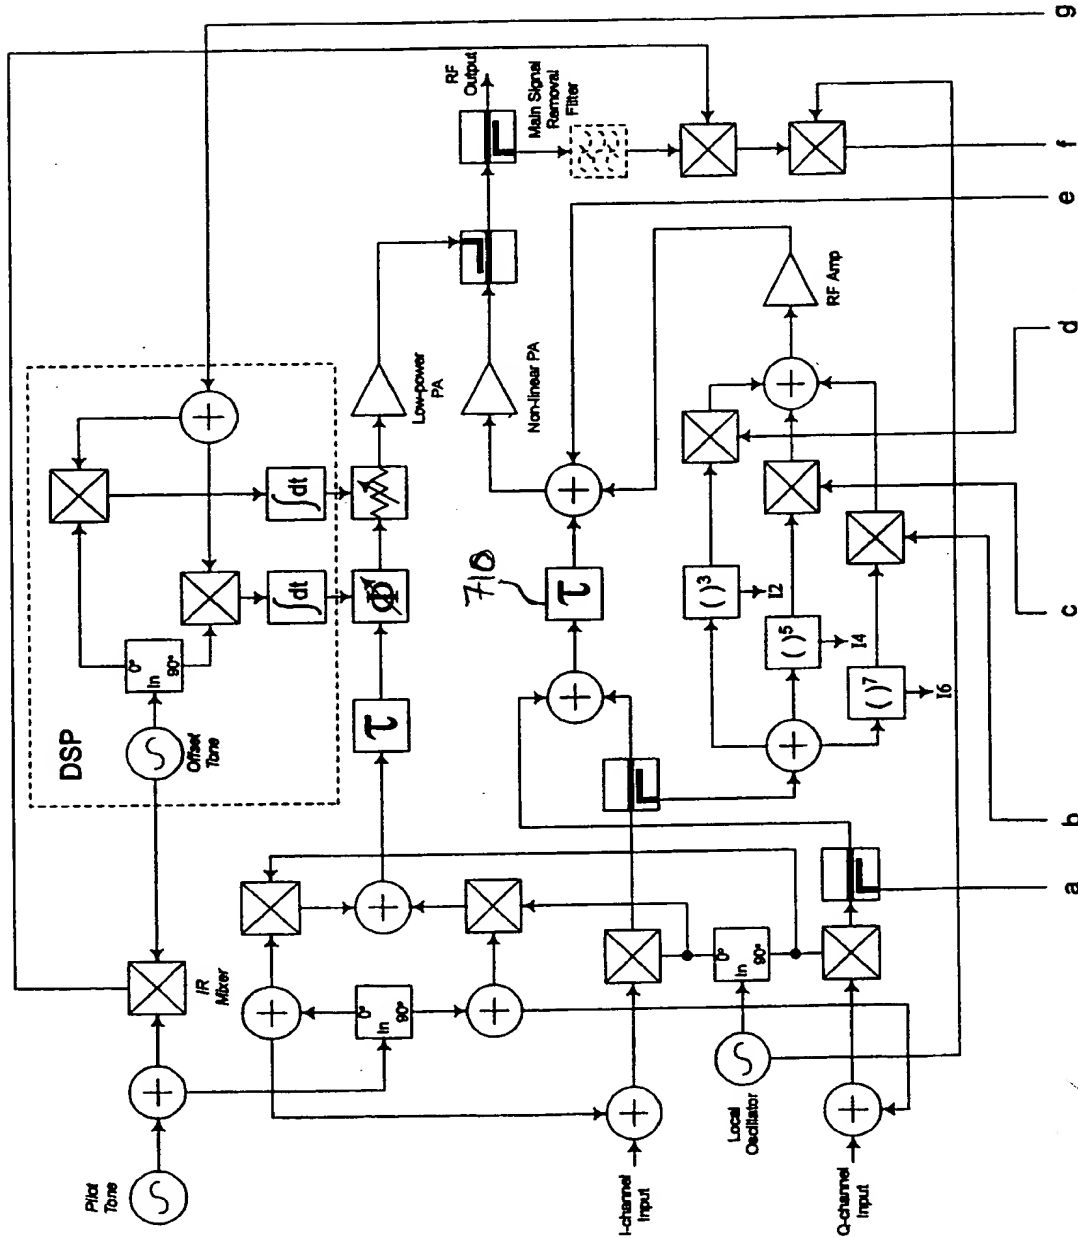 g
RF
Output
Main Signal
Removal
Filter
f
e
RF Amp
d
DSP
Low-power
PA
Non-linear PA
∫dt
∫dt
0°
In
90°
Φ
710
τ
( )³
I2
( )⁵
I4
( )⁷
I6
c
Offset
Tone
τ
b
a
IR
Mixer
0°
In
90°
0°
In
90°
Pilot
Tone
Local
Oscillator
I-channel
Input
Q-channel
Input